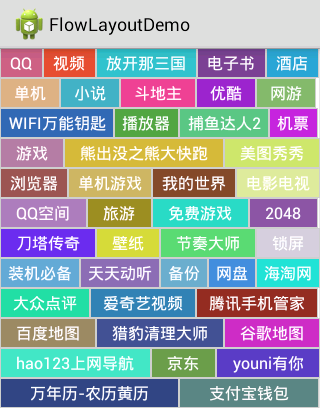 FlowLayoutDemo
QQ 视频 放开那三国 电子书 酒店
单机 小说 斗地主 优酷 网游
WIFI万能钥匙 播放器 捕鱼达人2 机票
游戏 熊出没之熊大快跑 美图秀秀
浏览器 单机游戏 我的世界 电影电视
QQ空间 旅游 免费游戏 2048
刀塔传奇 壁纸 节奏大师 锁屏
装机必备 天天动听 备份 网盘 海淘网
大众点评 爱奇艺视频 腾讯手机管家
百度地图 猎豹清理大师 谷歌地图
hao123上网导航 京东 youni有你
万年历-农历黄历 支付宝钱包